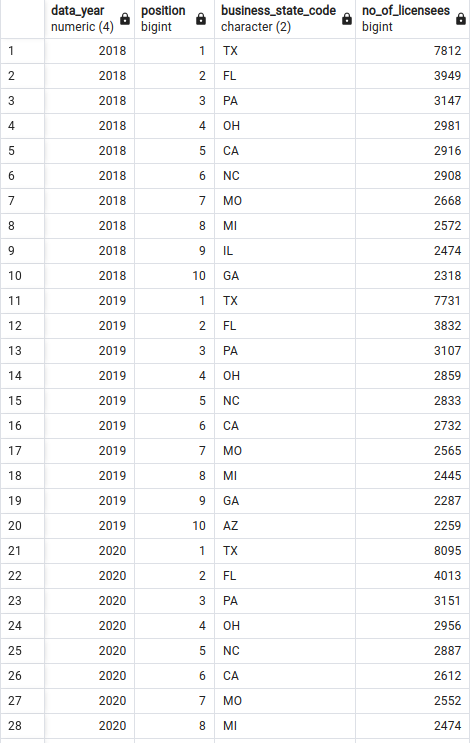 data_year position business_state_code no_of_licensees
numeric (4) bigint character (2) bigint
1 2018 1 TX 7812
2 2018 2 FL 3949
3 2018 3 PA 3147
4 2018 4 OH 2981
5 2018 5 CA 2916
6 2018 6 NC 2908
7 2018 7 MO 2668
8 2018 8 MI 2572
9 2018 9 IL 2474
10 2018 10 GA 2318
11 2019 1 TX 7731
12 2019 2 FL 3832
13 2019 3 PA 3107
14 2019 4 OH 2859
15 2019 5 NC 2833
16 2019 6 CA 2732
17 2019 7 MO 2565
18 2019 8 MI 2445
19 2019 9 GA 2287
20 2019 10 AZ 2259
21 2020 1 TX 8095
22 2020 2 FL 4013
23 2020 3 PA 3151
24 2020 4 OH 2956
25 2020 5 NC 2887
26 2020 6 CA 2612
27 2020 7 MO 2552
28 2020 8 MI 2474